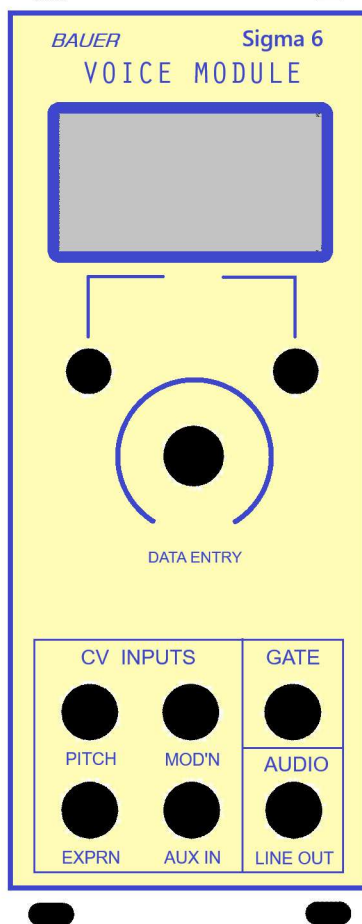 BAUER Sigma 6
VOICE MODULE
DATA ENTRY
CV INPUTS GATE
PITCH MOD'N
AUDIO
EXPRN AUX IN LINE OUT